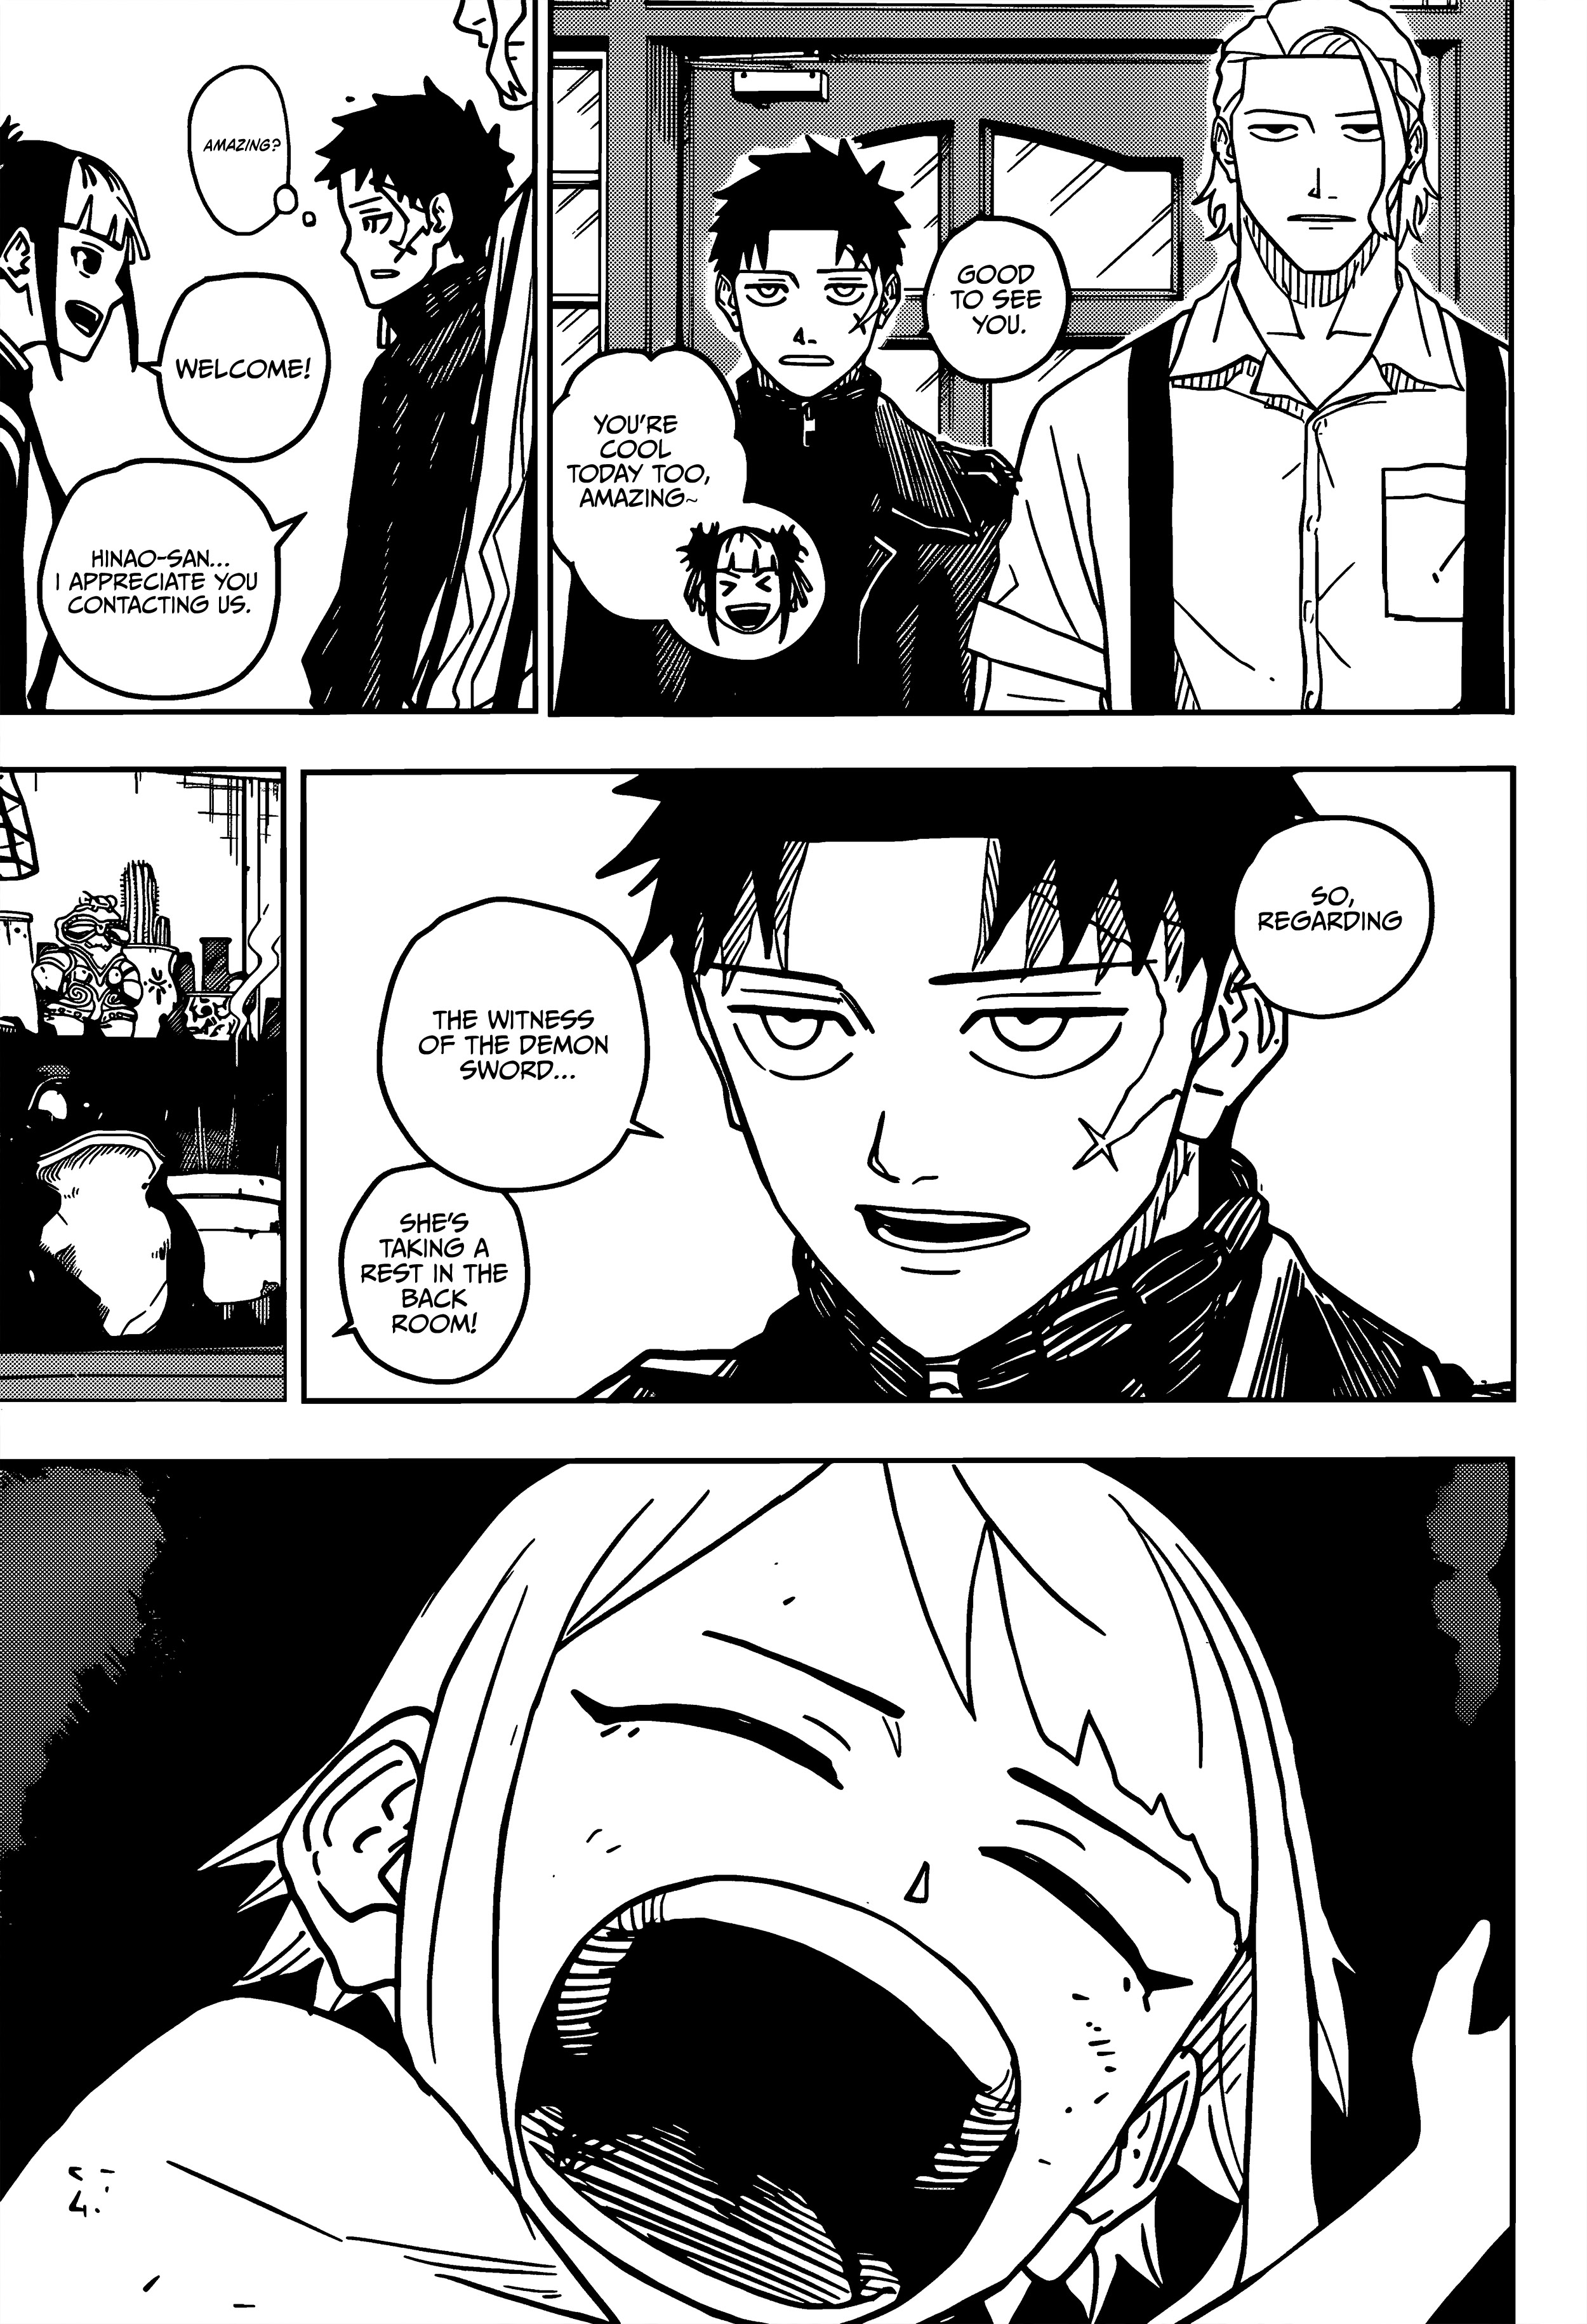 GOOD
TO SEE
YOU.
YOU'RE
COOL
TODAY TOO,
AMAZING~
AMAZING?
WELCOME!
HINAO-SAN...
I APPRECIATE YOU
CONTACTING US.
SO,
REGARDING
THE WITNESS
OF THE DEMON
SWORD...
SHE'S
TAKING A
REST IN THE
BACK
ROOM!